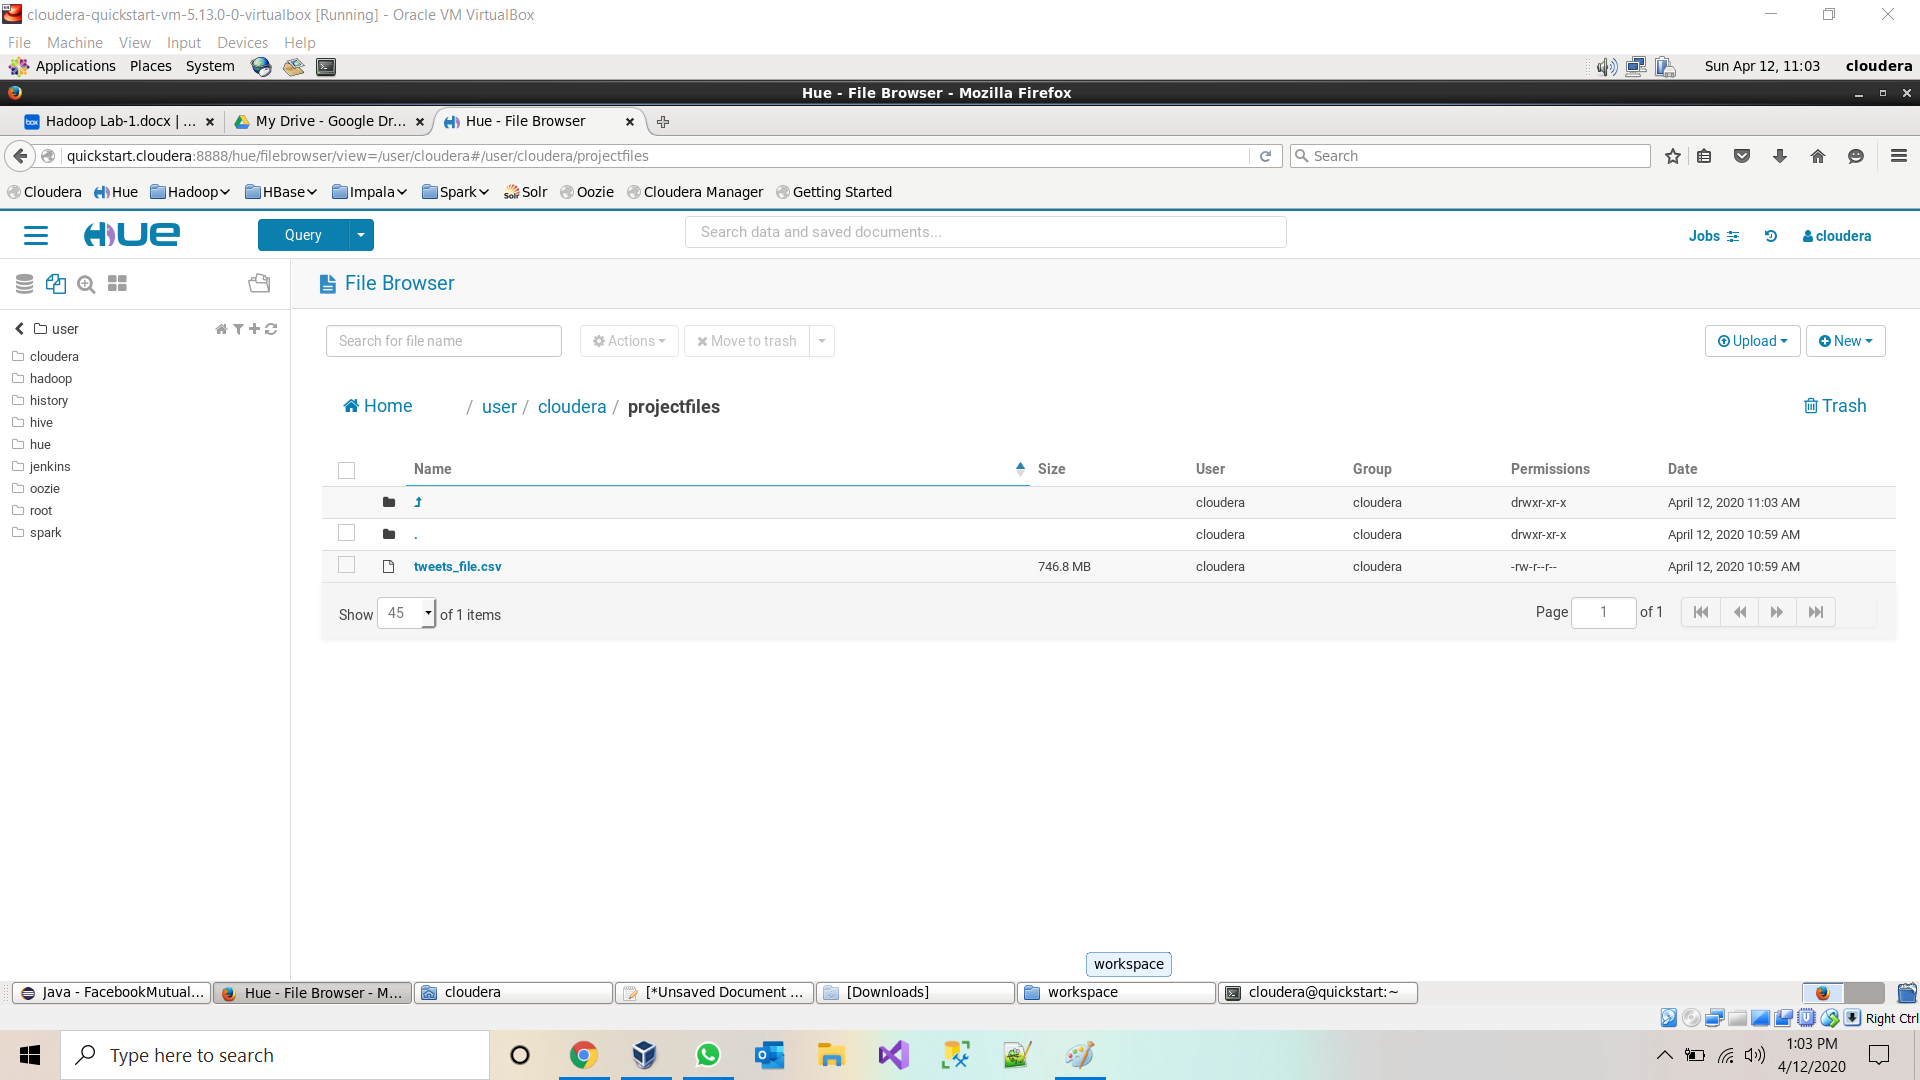 cloudera-quickstart-vm-5.13.0-0-virtualbox [Running] - Oracle VM VirtualBox
File Machine View Input Devices Help
Applications Places System Sun Apr 12, 11:03 cloudera
Hue - File Browser - Mozilla Firefox
box Hadoop Lab-1.docx | ... My Drive - Google Dr... Hue - File Browser
quickstart.cloudera:8888/hue/filebrowser/view=/user/cloudera#/user/cloudera/projectfiles Search
Cloudera Hue Hadoop HBase Impala Spark Solr Oozie Cloudera Manager Getting Started
HUE Query Search data and saved documents... Jobs cloudera
File Browser
user
cloudera
hadoop
history
hive
hue
jenkins
oozie
root
spark
Search for file name Actions Move to trash Upload New
Home / user / cloudera / projectfiles Trash
Name Size User Group Permissions Date
cloudera cloudera drwxr-xr-x April 12, 2020 11:03 AM
. cloudera cloudera drwxr-xr-x April 12, 2020 10:59 AM
tweets_file.csv 746.8 MB cloudera cloudera -rw-r--r-- April 12, 2020 10:59 AM
Show 45 of 1 items Page 1 of 1
workspace
Java - FacebookMutual... Hue - File Browser - M... cloudera [*Unsaved Document ... [Downloads] workspace cloudera@quickstart:~
Right Ctrl
Type here to search 1:03 PM
4/12/2020